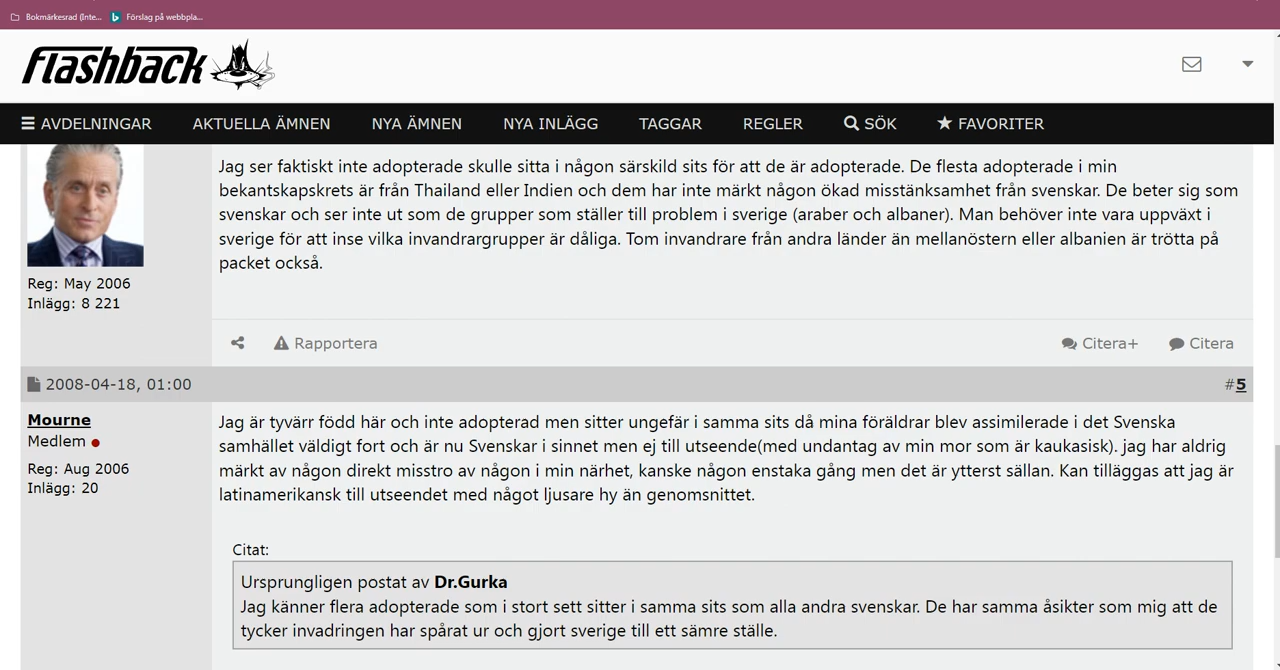 Bokmärkesrad (Inte... Förslag på webbpla...
flashback
AVDELNINGAR AKTUELLA ÄMNEN NYA ÄMNEN NYA INLÄGG TAGGAR REGLER SÖK FAVORITER
Jag ser faktiskt inte adopterade skulle sitta i någon särskild sits för att de är adopterade. De flesta adopterade i min
bekantskapskrets är från Thailand eller Indien och dem har inte märkt någon ökad misstänksamhet från svenskar. De beter sig som
svenskar och ser inte ut som de grupper som ställer till problem i sverige (araber och albaner). Man behöver inte vara uppväxt i
sverige för att inse vilka invandrargrupper är dåliga. Tom invandrare från andra länder än mellanöstern eller albanien är trötta på
packet också.
Reg: May 2006
Inlägg: 8 221
Rapportera Citera+ Citera
2008-04-18, 01:00 #5
Mourne
Medlem
Reg: Aug 2006
Inlägg: 20
Jag är tyvärr född här och inte adopterad men sitter ungefär i samma sits då mina föräldrar blev assimilerade i det Svenska
samhället väldigt fort och är nu Svenskar i sinnet men ej till utseende(med undantag av min mor som är kaukasisk). jag har aldrig
märkt av någon direkt misstro av någon i min närhet, kanske någon enstaka gång men det är ytterst sällan. Kan tilläggas att jag är
latinamerikansk till utseendet med något ljusare hy än genomsnittet.
Citat:
Ursprungligen postat av Dr.Gurka
Jag känner flera adopterade som i stort sett sitter i samma sits som alla andra svenskar. De har samma åsikter som mig att de
tycker invadringen har spårat ur och gjort sverige till ett sämre ställe.